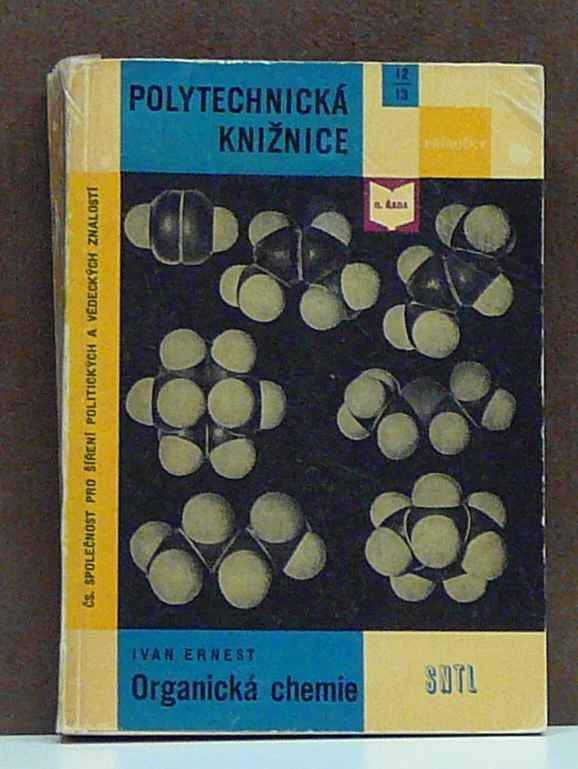 POLYTECHNICKÁ
KNIŽNICE
12
13
PŘÍRUČKY
II. ŘADA
ČS. SPOLEČNOST PRO ŠÍŘENÍ POLITICKÝCH A VĚDECKÝCH ZNALOSTÍ
IVAN ERNEST
Organická chemie
SNTL